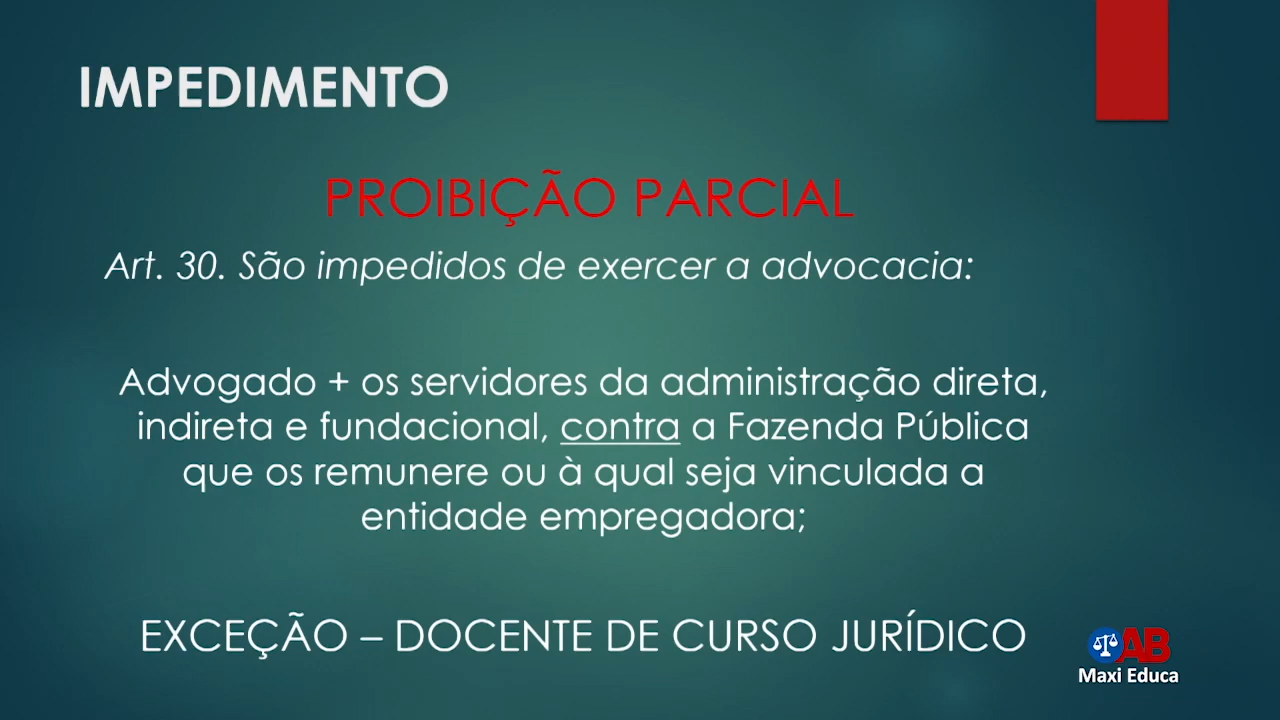 IMPEDIMENTO
PROIBIÇÃO PARCIAL
Art. 30. São impedidos de exercer a advocacia:
Advogado + os servidores da administração direta,
indireta e fundacional, contra a Fazenda Pública
que os remunere ou à qual seja vinculada a
entidade empregadora;
EXCEÇÃO – DOCENTE DE CURSO JURÍDICO
OAB
Maxi Educa